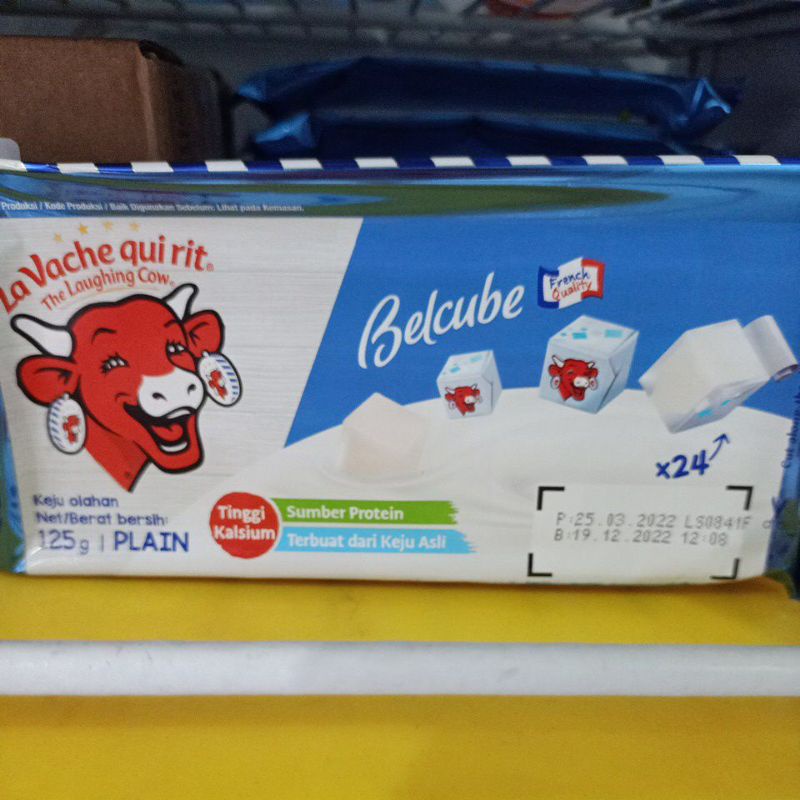 Produksi / Kode Produksi / Baik Digunakan Sebelum: Lihat pada Kemasan.
La Vache qui rit®
The Laughing Cow®
Belcube
French
Quality
x24
Keju olahan
Net/Berat bersih:
125g | PLAIN
Tinggi
Kalsium
Sumber Protein
Terbuat dari Keju Asli
P:25.03.2022 LS0841F
B:19.12.2022 12:08